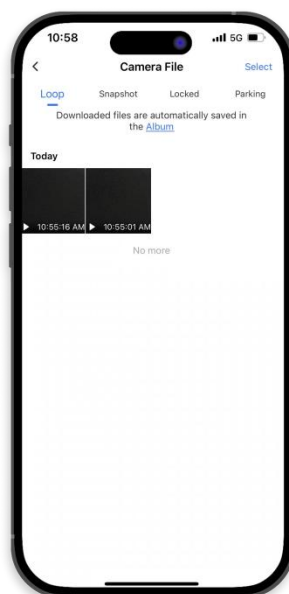 10:58
5G
Camera File
Select
Loop
Snapshot
Locked
Parking
Downloaded files are automatically saved in
the Album
Today
10:55:16 AM
10:55:01 AM
No more